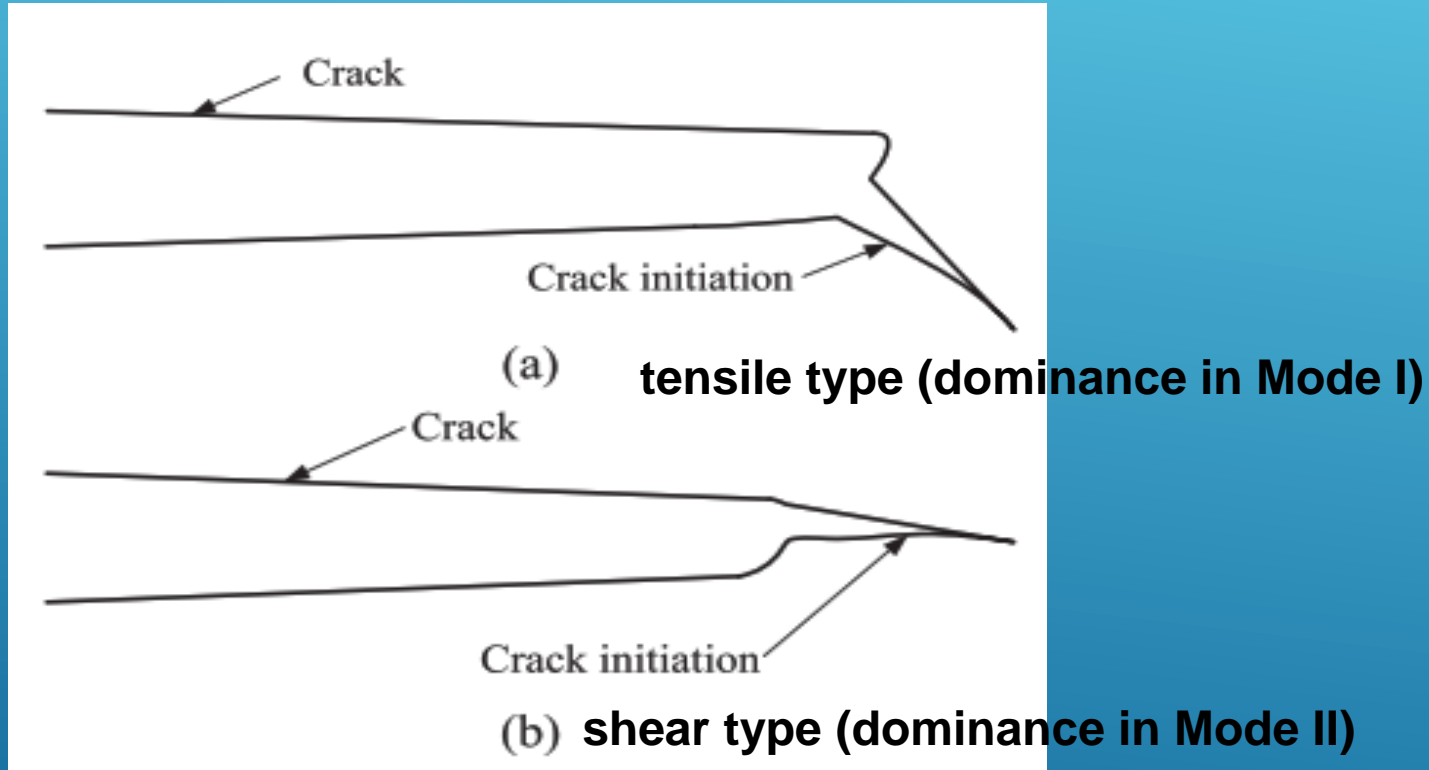 Crack
Crack initiation
(a) tensile type (dominance in Mode I)
Crack
Crack initiation
(b) shear type (dominance in Mode II)